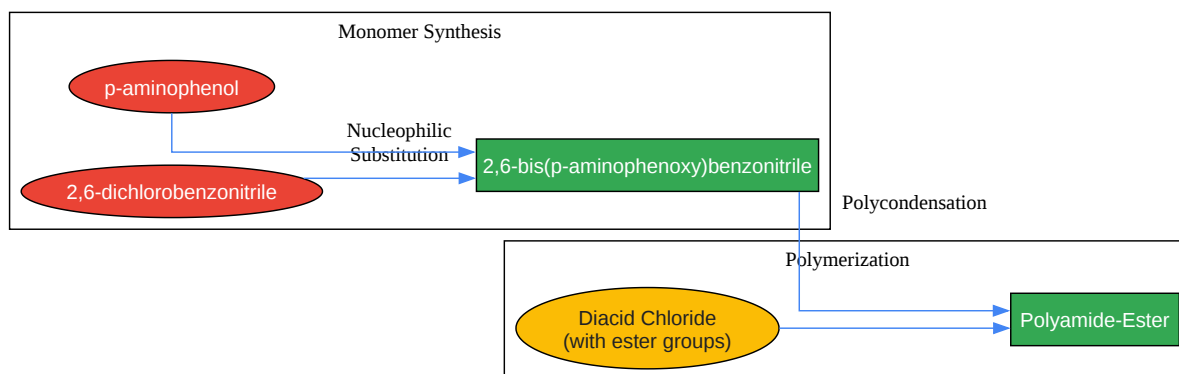 Monomer Synthesis
p-aminophenol
Nucleophilic
Substitution
2,6-dichlorobenzonitrile
2,6-bis(p-aminophenoxy)benzonitrile
Polycondensation
Polymerization
Diacid Chloride
(with ester groups)
Polyamide-Ester